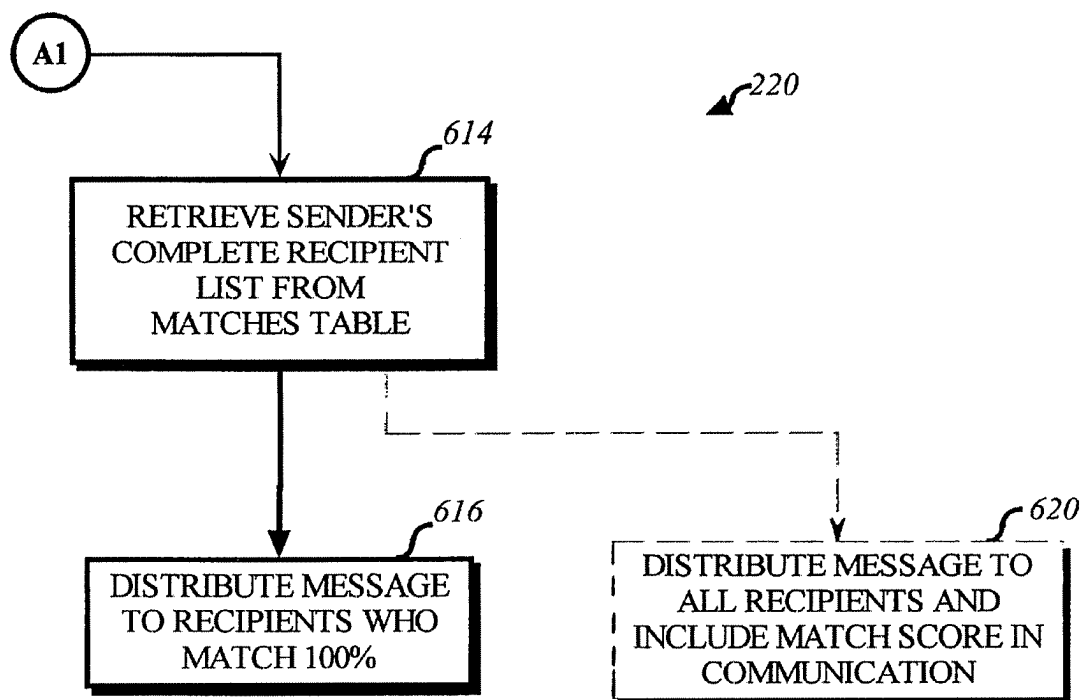 A1
220
614
RETRIEVE SENDER'S
COMPLETE RECIPIENT
LIST FROM
MATCHES TABLE
616
DISTRIBUTE MESSAGE
TO RECIPIENTS WHO
MATCH 100%
620
DISTRIBUTE MESSAGE TO
ALL RECIPIENTS AND
INCLUDE MATCH SCORE IN
COMMUNICATION